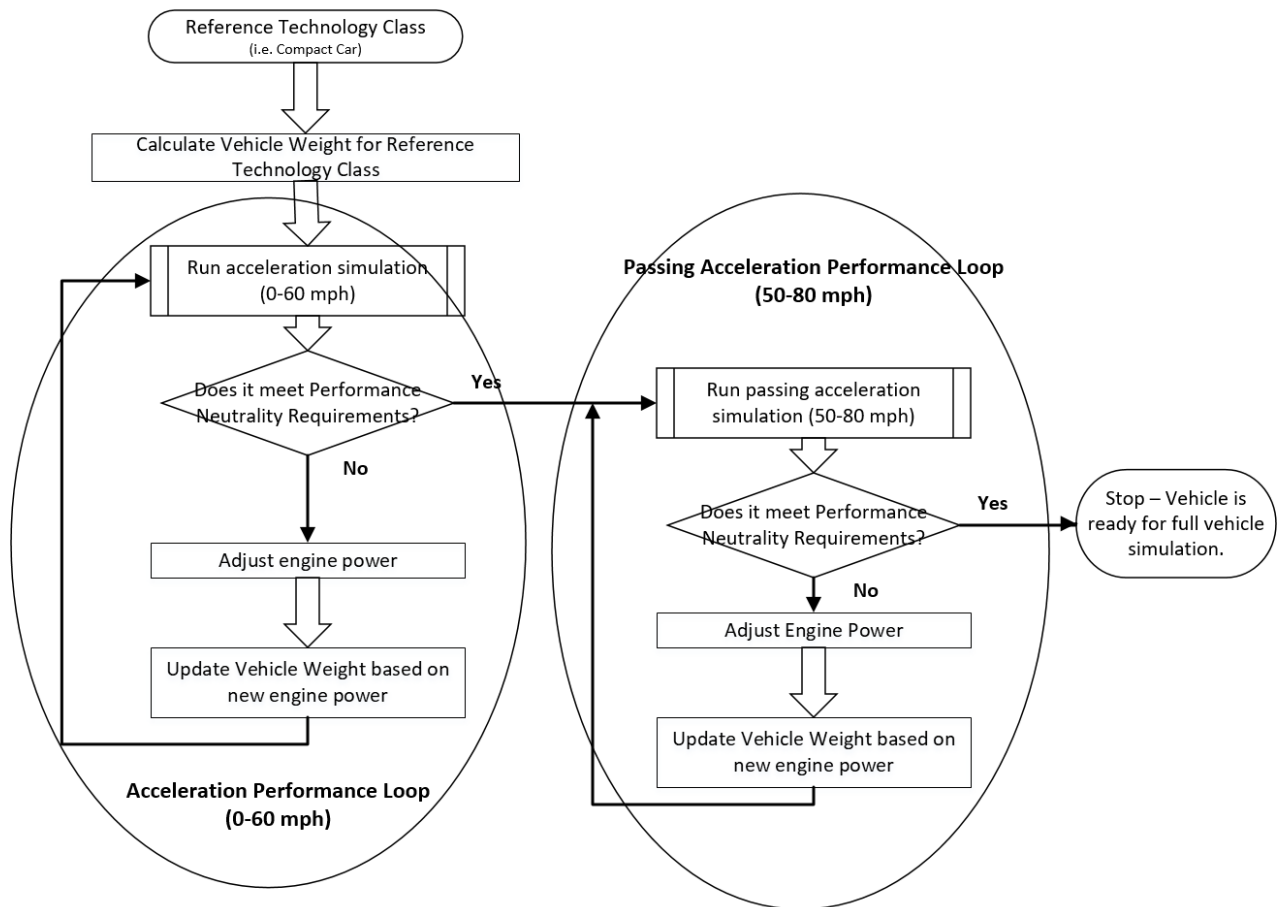 Reference Technology Class
(i.e. Compact Car)
Calculate Vehicle Weight for Reference
Technology Class
Run acceleration simulation
(0-60 mph)
Does it meet Performance
Neutrality Requirements?
Yes
No
Adjust engine power
Update Vehicle Weight based on
new engine power
Acceleration Performance Loop
(0-60 mph)
Passing Acceleration Performance Loop
(50-80 mph)
Run passing acceleration
simulation (50-80 mph)
Does it meet Performance
Neutrality Requirements?
Yes
No
Adjust Engine Power
Update Vehicle Weight based on
new engine power
Stop – Vehicle is
ready for full vehicle
simulation.